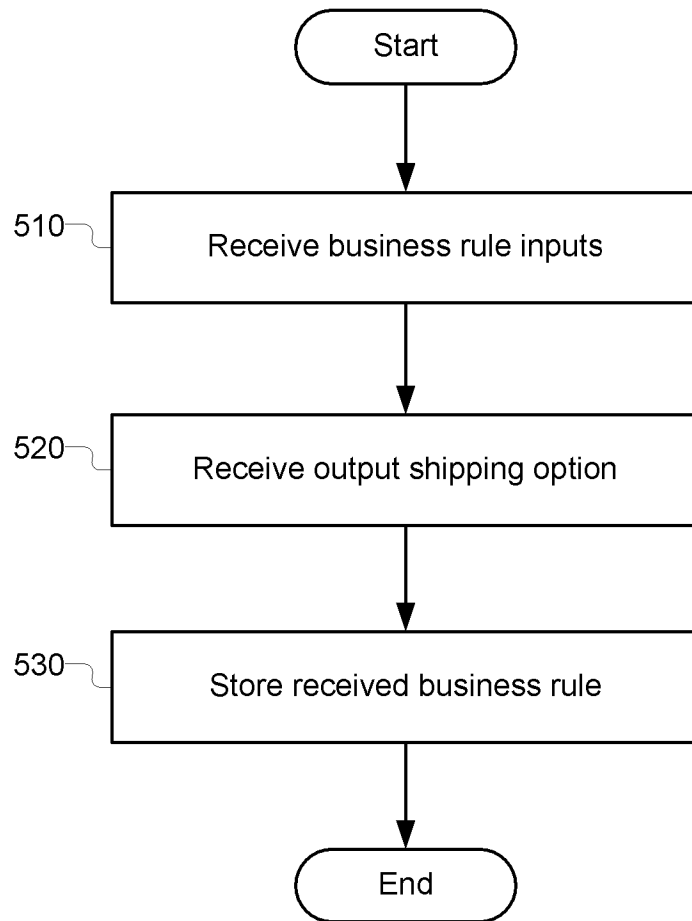 Start
510
Receive business rule inputs
520
Receive output shipping option
530
Store received business rule
End